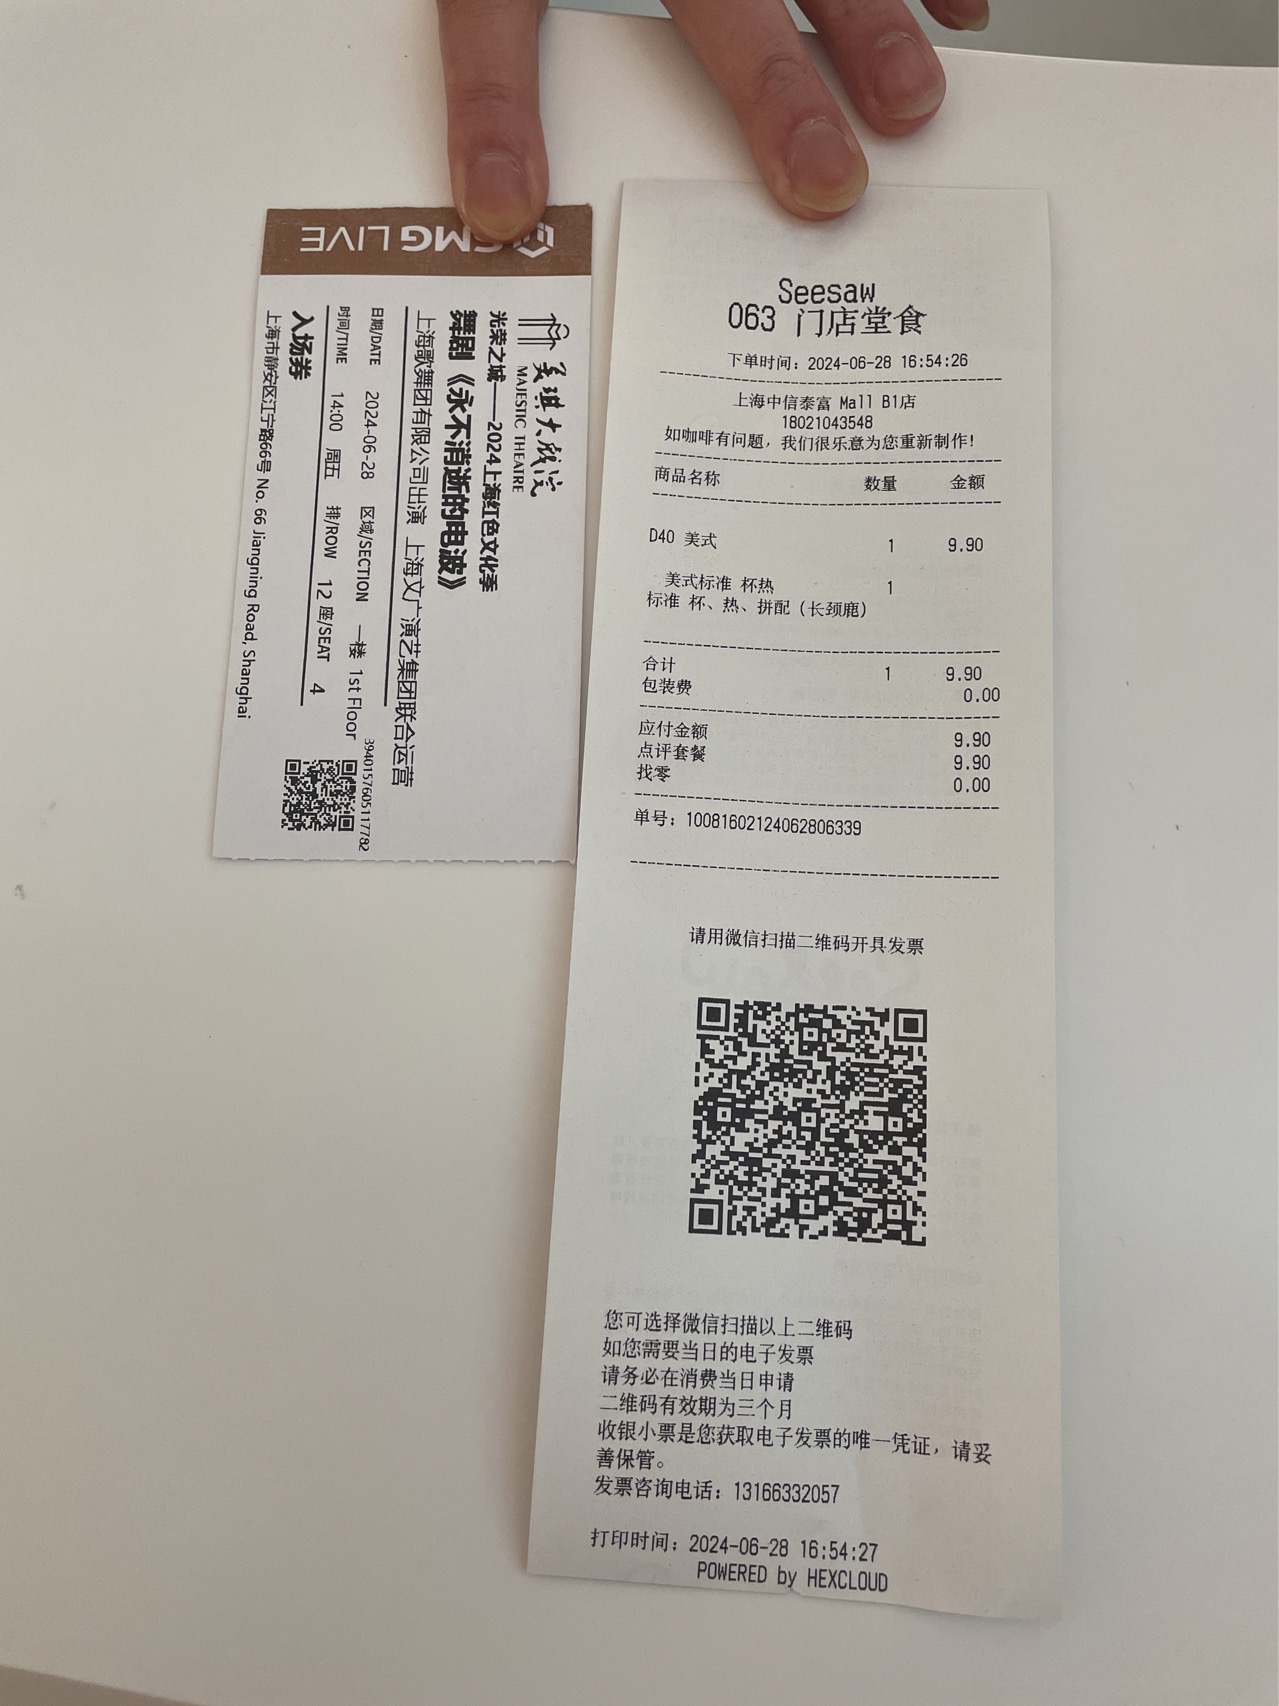 SMG LIVE
美琪大戏院
MAJESTIC THEATRE
光荣之城——2024上海红色文化季
舞剧《永不消逝的电波》
上海歌舞团有限公司出演 上海文广演艺集团联合运营
日期/DATE 2024-06-28 区域/SECTION 一楼 1st Floor
时间/TIME 14:00 周五 排/ROW 12 座/SEAT 4
入场券
上海市静安区江宁路66号 No. 66 Jiangning Road, Shanghai
3940157605117782
Seesaw
063 门店堂食
下单时间：2024-06-28 16:54:26
上海中信泰富 Mall B1店
18021043548
如咖啡有问题，我们很乐意为您重新制作！
商品名称 数量 金额
D40 美式 1 9.90
美式标准 杯热 1
标准 杯、热、拼配（长颈鹿）
合计 1 9.90
包装费 0.00
应付金额 9.90
点评套餐 9.90
找零 0.00
单号：10081602124062806339
请用微信扫描二维码开具发票
您可选择微信扫描以上二维码
如您需要当日的电子发票
请务必在消费当日申请
二维码有效期为三个月
收银小票是您获取电子发票的唯一凭证，请妥
善保管。
发票咨询电话：13166332057
打印时间：2024-06-28 16:54:27
POWERED by HEXCLOUD